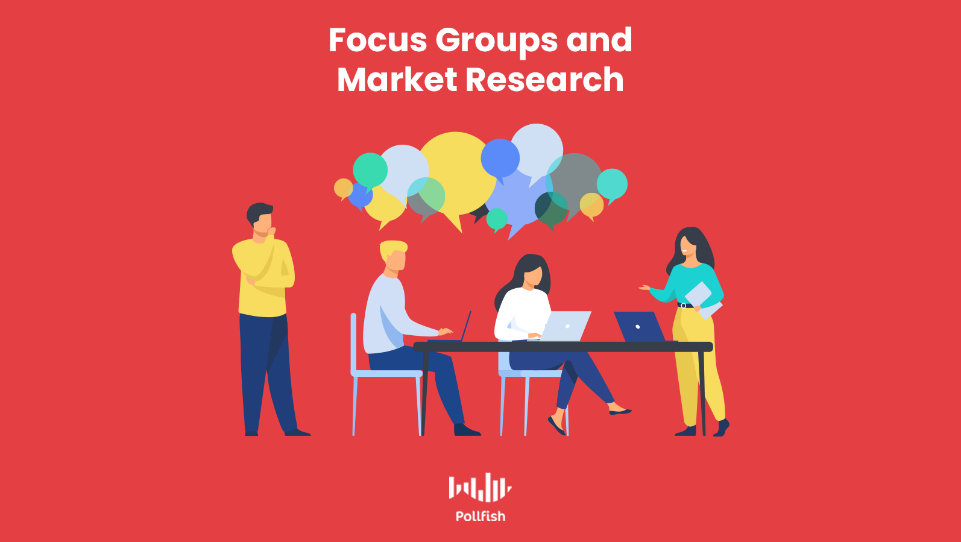 Focus Groups and
Market Research
Pollfish